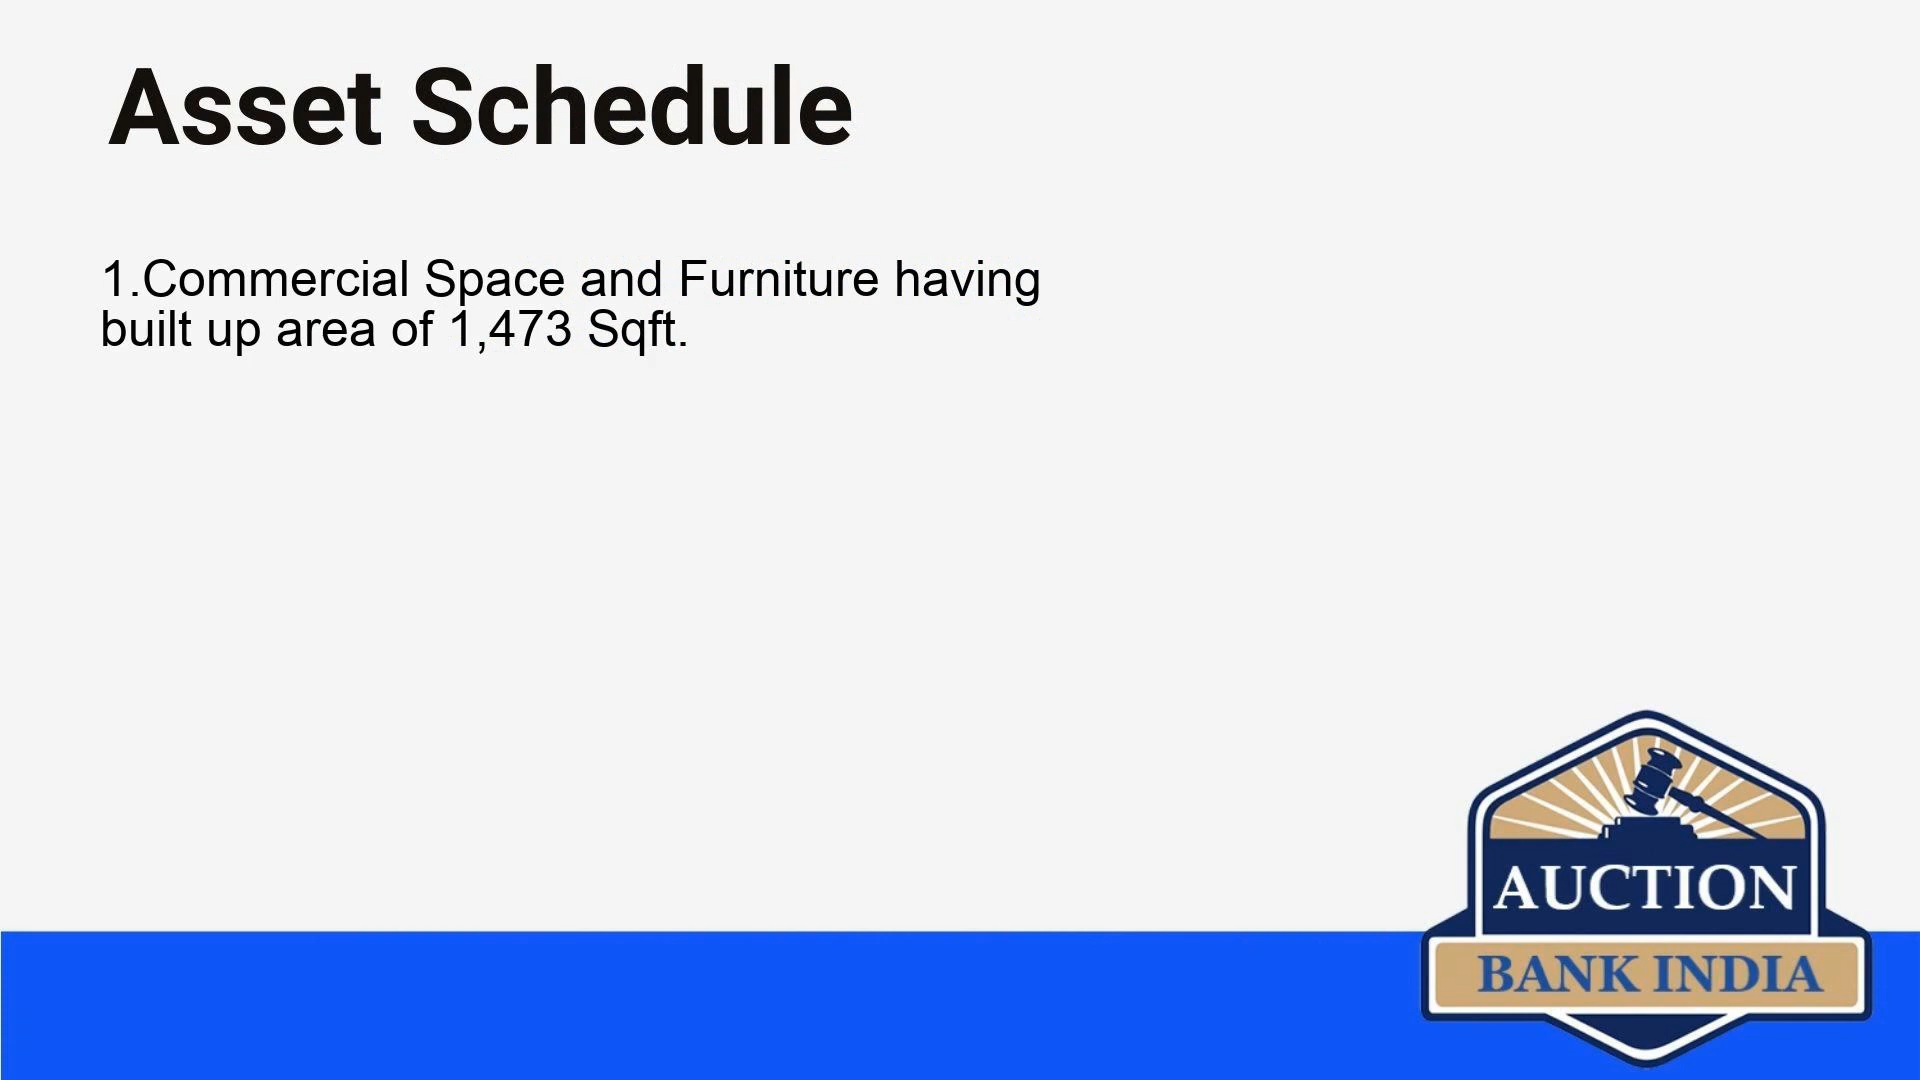 Asset Schedule
1.Commercial Space and Furniture having
built up area of 1,473 Sqft.
AUCTION
BANK INDIA